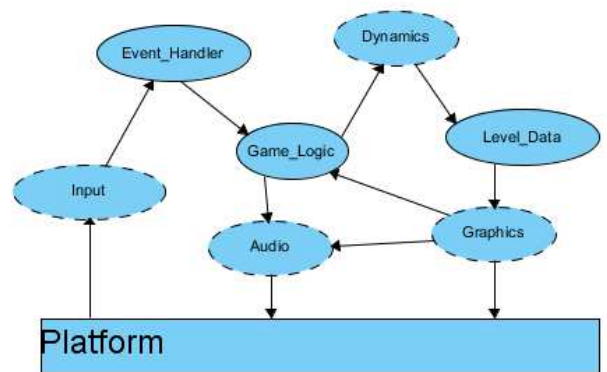 Dynamics
Event_Handler
Level_Data
Game_Logic
Input
Graphics
Audio
Platform